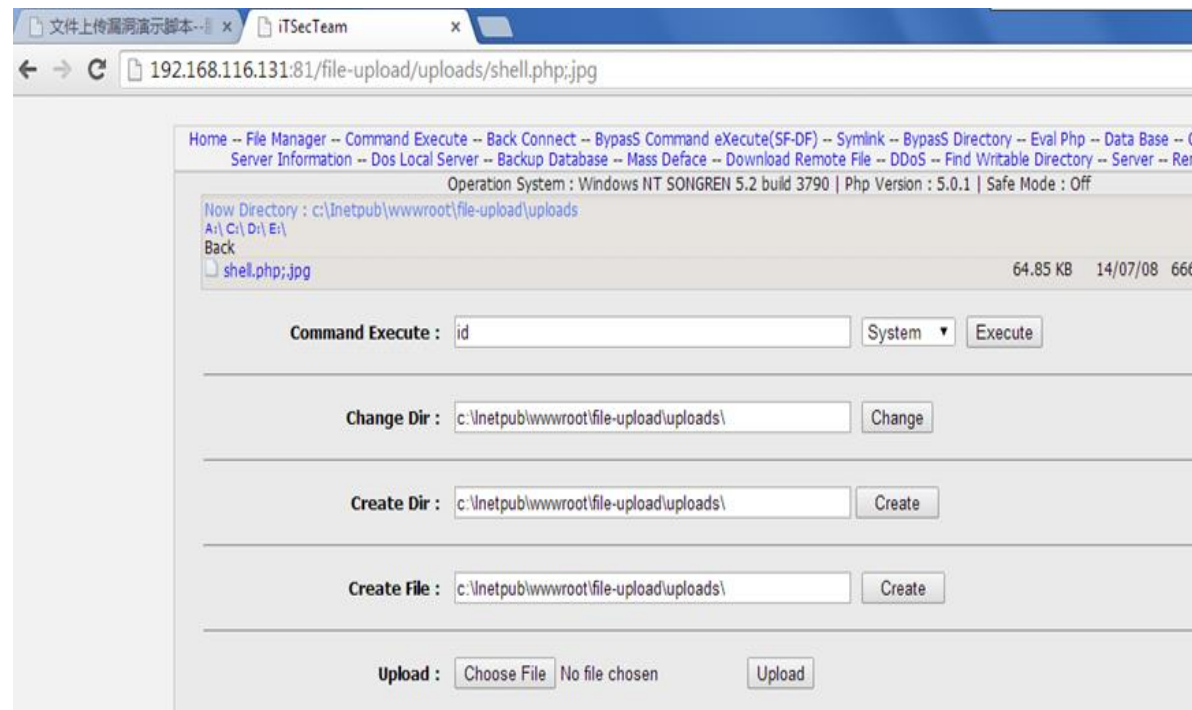 文件上传漏洞演示脚本--
iTSecTeam
192.168.116.131:81/file-upload/uploads/shell.php;.jpg
Home -- File Manager -- Command Execute -- Back Connect -- BypasS Command eXecute(SF-DF) -- Symlink -- BypasS Directory -- Eval Php -- Data Base --
Server Information -- Dos Local Server -- Backup Database -- Mass Deface -- Download Remote File -- DDoS -- Find Writable Directory -- Server --
Operation System : Windows NT SONGREN 5.2 build 3790 | Php Version : 5.0.1 | Safe Mode : Off
Now Directory : c:\Inetpub\wwwroot\file-upload\uploads
A:\ C:\ D:\ E:\
Back
shell.php;.jpg 64.85 KB 14/07/08 666
Command Execute : id System Execute
Change Dir : c:\Inetpub\wwwroot\file-upload\uploads\ Change
Create Dir : c:\Inetpub\wwwroot\file-upload\uploads\ Create
Create File : c:\Inetpub\wwwroot\file-upload\uploads\ Create
Upload : Choose File No file chosen Upload